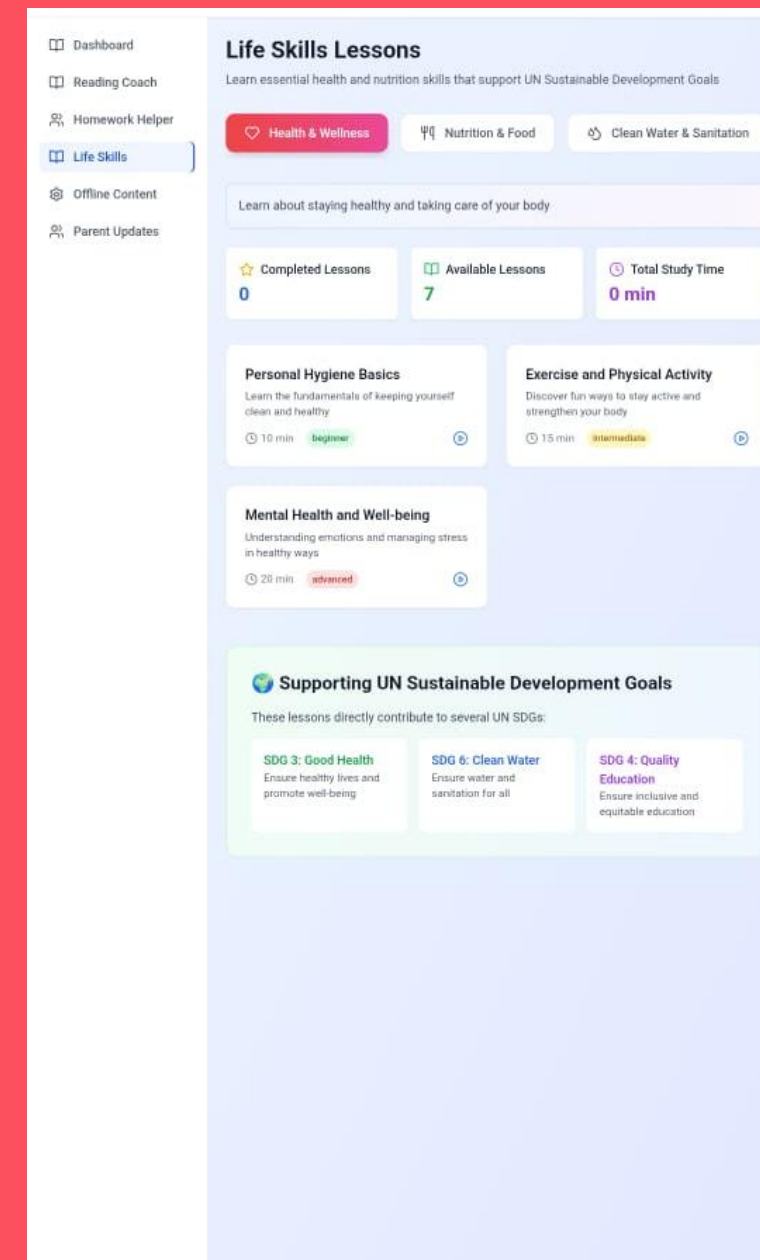 Dashboard
Reading Coach
Homework Helper
Life Skills
Offline Content
Parent Updates
Life Skills Lessons
Learn essential health and nutrition skills that support UN Sustainable Development Goals
Health & Wellness
Nutrition & Food
Clean Water & Sanitation
Learn about staying healthy and taking care of your body
Completed Lessons
0
Available Lessons
7
Total Study Time
0 min
Personal Hygiene Basics
Learn the fundamentals of keeping yourself
clean and healthy
10 min beginner
Exercise and Physical Activity
Discover fun ways to stay active and
strengthen your body
15 min intermediate
Mental Health and Well-being
Understanding emotions and managing stress
in healthy ways
20 min advanced
Supporting UN Sustainable Development Goals
These lessons directly contribute to several UN SDGs:
SDG 3: Good Health
Ensure healthy lives and
promote well-being
SDG 6: Clean Water
Ensure water and
sanitation for all
SDG 4: Quality
Education
Ensure inclusive and
equitable education